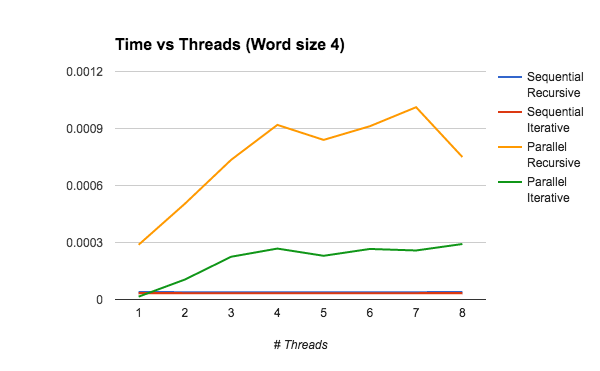 Time vs Threads (Word size 4)
0.0012
0.0009
0.0006
0.0003
0
1 2 3 4 5 6 7 8
# Threads
Sequential
Recursive
Sequential
Iterative
Parallel
Recursive
Parallel
Iterative